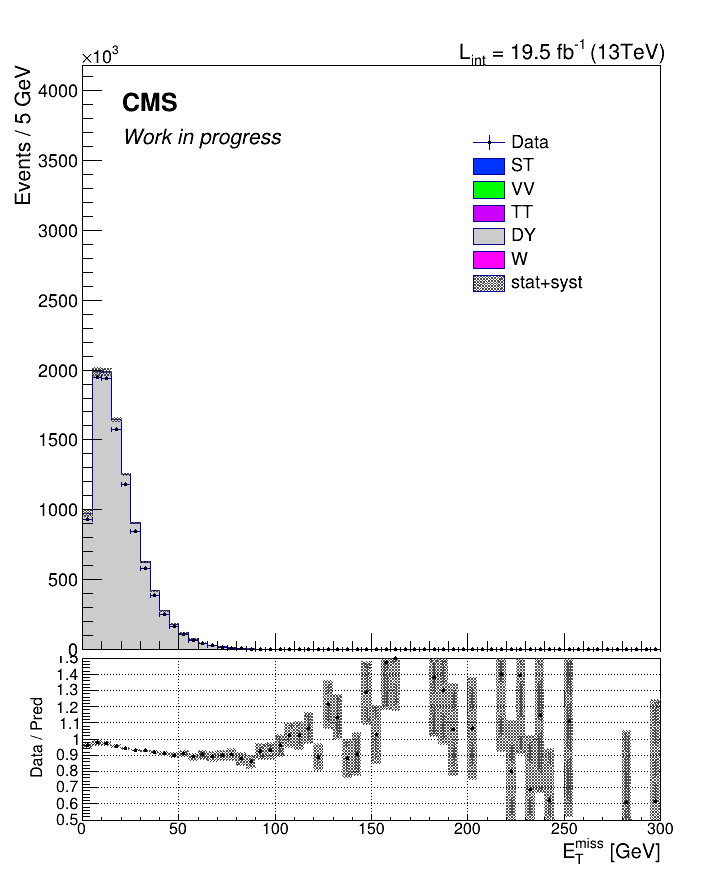 ×10³
L_int = 19.5 fb⁻¹ (13TeV)
Events / 5 GeV
CMS
Work in progress
4000
3500
3000
2500
2000
1500
1000
500
0
Data
ST
VV
TT
DY
W
stat+syst
Data / Pred
1.5
1.4
1.3
1.2
1.1
1
0.9
0.8
0.7
0.6
0.5
0 50 100 150 200 250 300
E_T^miss [GeV]